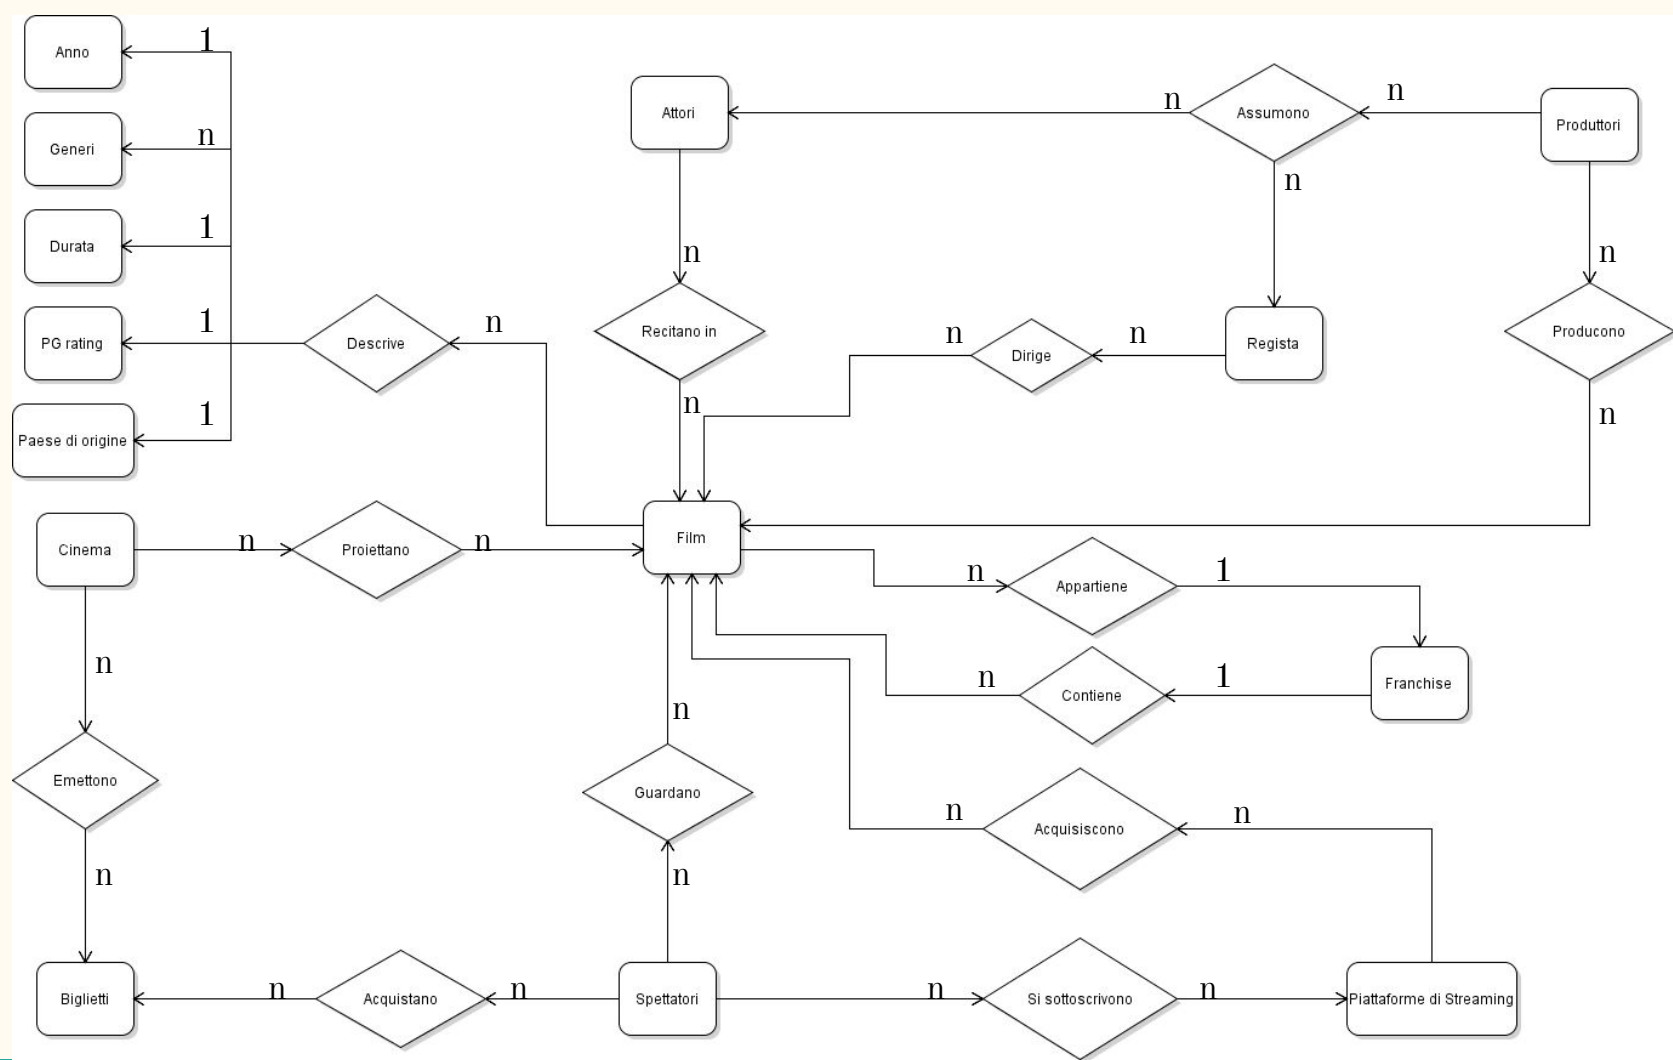 Anno
1
Generi
n
Durata
1
PG rating
1
Paese di origine
1
Descrive
n
Attori
n
Assumono
n
Produttori
n
n
Recitano in
n
n
Dirige
n
Regista
n
Producono
n
Cinema
n
Proiettano
n
Film
n
Appartiene
1
n
Contiene
1
Franchise
n
Emettono
n
n
Guardano
n
n
Acquisiscono
n
Biglietti
n
Acquistano
n
Spettatori
n
Si sottoscrivono
n
Piattaforme di Streaming